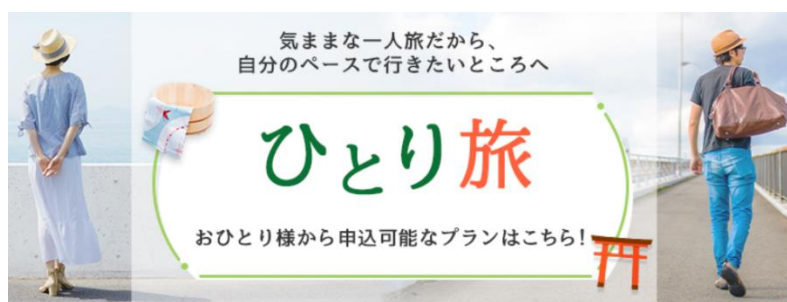 気ままな一人旅だから、
自分のペースで行きたいところへ
ひとり旅
おひとり様から申込可能なプランはこちら!